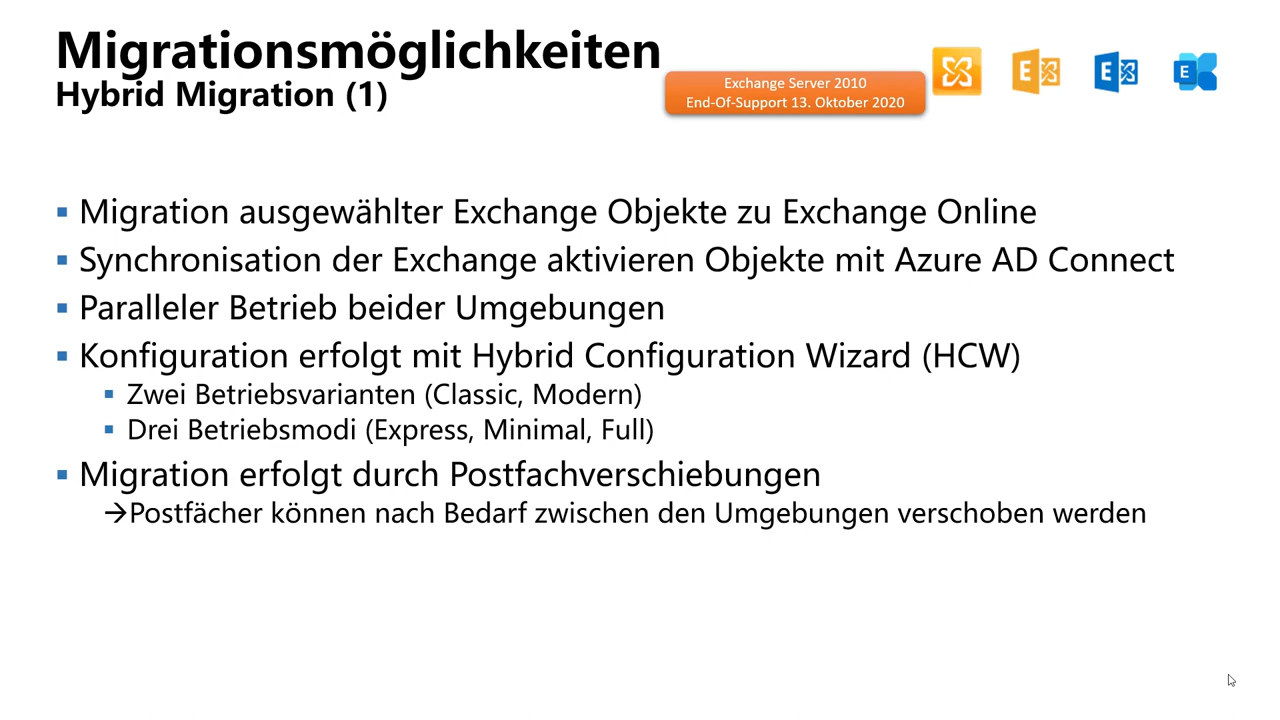 Migrationsmöglichkeiten
Hybrid Migration (1)
Exchange Server 2010
End-Of-Support 13. Oktober 2020
▪ Migration ausgewählter Exchange Objekte zu Exchange Online
▪ Synchronisation der Exchange aktivieren Objekte mit Azure AD Connect
▪ Paralleler Betrieb beider Umgebungen
▪ Konfiguration erfolgt mit Hybrid Configuration Wizard (HCW)
▪ Zwei Betriebsvarianten (Classic, Modern)
▪ Drei Betriebsmodi (Express, Minimal, Full)
▪ Migration erfolgt durch Postfachverschiebungen
→Postfächer können nach Bedarf zwischen den Umgebungen verschoben werden